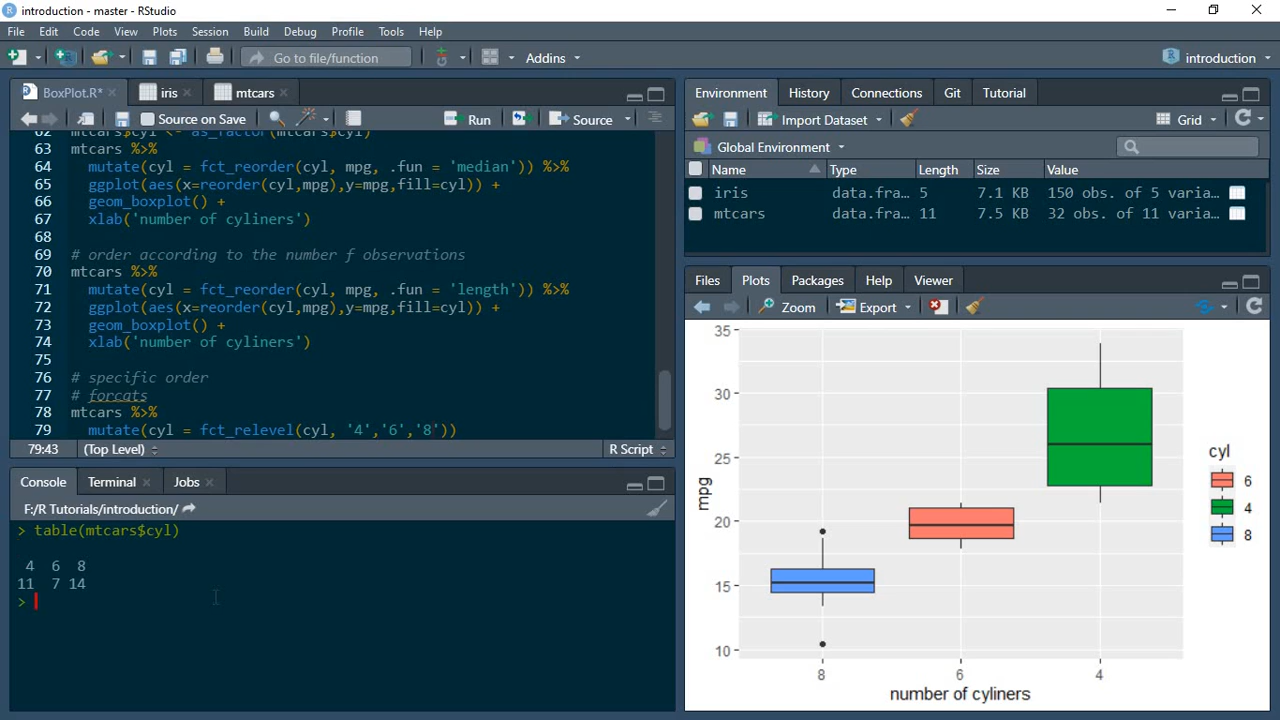 introduction - master - RStudio
File Edit Code View Plots Session Build Debug Profile Tools Help
Go to file/function Addins introduction
BoxPlot.R* iris mtcars
Source on Save Run Source
62 mtcars$cyl <- as_factor(mtcars$cyl)
63 mtcars %>%
64 mutate(cyl = fct_reorder(cyl, mpg, .fun = 'median')) %>%
65 ggplot(aes(x=reorder(cyl,mpg),y=mpg,fill=cyl)) +
66 geom_boxplot() +
67 xlab('number of cyliners')
68
69 # order according to the number f observations
70 mtcars %>%
71 mutate(cyl = fct_reorder(cyl, mpg, .fun = 'length')) %>%
72 ggplot(aes(x=reorder(cyl,mpg),y=mpg,fill=cyl)) +
73 geom_boxplot() +
74 xlab('number of cyliners')
75
76 # specific order
77 # forcats
78 mtcars %>%
79 mutate(cyl = fct_relevel(cyl, '4','6','8'))
79:43 (Top Level) R Script
Console Terminal Jobs
F:/R Tutorials/introduction/
> table(mtcars$cyl)
4 6 8
11 7 14
>
Environment History Connections Git Tutorial
Import Dataset Grid
Global Environment
Name Type Length Size Value
iris data.fra… 5 7.1 KB 150 obs. of 5 varia…
mtcars data.fra… 11 7.5 KB 32 obs. of 11 varia…
Files Plots Packages Help Viewer
Zoom Export
35
30
25
20
15
10
mpg
8 6 4
number of cyliners
cyl
6
4
8